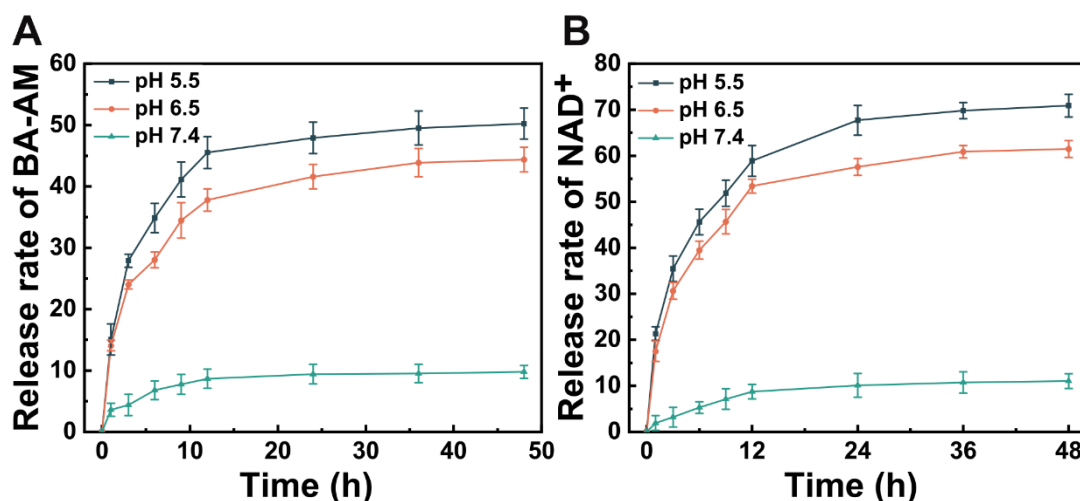 A
Release rate of BA-AM
60
50
40
30
20
10
0
pH 5.5
pH 6.5
pH 7.4
0 10 20 30 40 50
Time (h)
B
Release rate of NAD⁺
80
70
60
50
40
30
20
10
0
pH 5.5
pH 6.5
pH 7.4
0 12 24 36 48
Time (h)